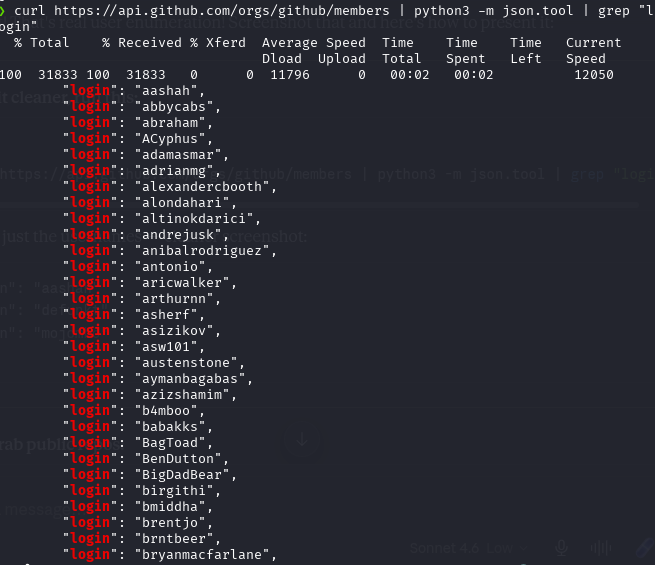 ❯ curl https://api.github.com/orgs/github/members | python3 -m json.tool | grep "l
ogin"
% Total % Received % Xferd Average Speed Time Time Time Current
Dload Upload Total Spent Left Speed
100 31833 100 31833 0 0 11796 0 00:02 00:02 12050
"login": "aashah",
"login": "abbycabs",
"login": "abraham",
"login": "ACyphus",
"login": "adamasmar",
"login": "adrianmg",
"login": "alexandercbooth",
"login": "alondahari",
"login": "altinokdarici",
"login": "andrejusk",
"login": "anibalrodriguez",
"login": "antonio",
"login": "aricwalker",
"login": "arthurnn",
"login": "asherf",
"login": "asizikov",
"login": "asw101",
"login": "austenstone",
"login": "aymanbagabas",
"login": "azizshamim",
"login": "b4mboo",
"login": "babakks",
"login": "BagToad",
"login": "BenDutton",
"login": "BigDadBear",
"login": "birgithi",
"login": "bmiddha",
"login": "brentjo",
"login": "brntbeer",
"login": "bryanmacfarlane",